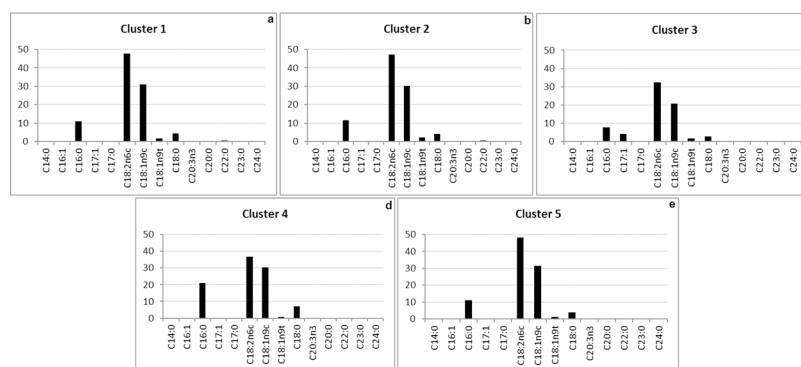 a
Cluster 1
50
40
30
20
10
0
C14:0
C16:1
C16:0
C17:1
C17:0
C18:2n6c
C18:1n9c
C18:1n9t
C18:0
C20:3n3
C20:0
C22:0
C23:0
C24:0
b
Cluster 2
50
40
30
20
10
0
C14:0
C16:1
C16:0
C17:1
C17:0
C18:2n6c
C18:1n9c
C18:1n9t
C18:0
C20:3n3
C20:0
C22:0
C23:0
C24:0
Cluster 3
50
40
30
20
10
0
C14:0
C16:1
C16:0
C17:1
C17:0
C18:2n6c
C18:1n9c
C18:1n9t
C18:0
C20:3n3
C20:0
C22:0
C23:0
C24:0
d
Cluster 4
50
40
30
20
10
0
C14:0
C16:1
C16:0
C17:1
C17:0
C18:2n6c
C18:1n9c
C18:1n9t
C18:0
C20:3n3
C20:0
C22:0
C23:0
C24:0
e
Cluster 5
50
40
30
20
10
0
C14:0
C16:1
C16:0
C17:1
C17:0
C18:2n6c
C18:1n9c
C18:1n9t
C18:0
C20:3n3
C20:0
C22:0
C23:0
C24:0